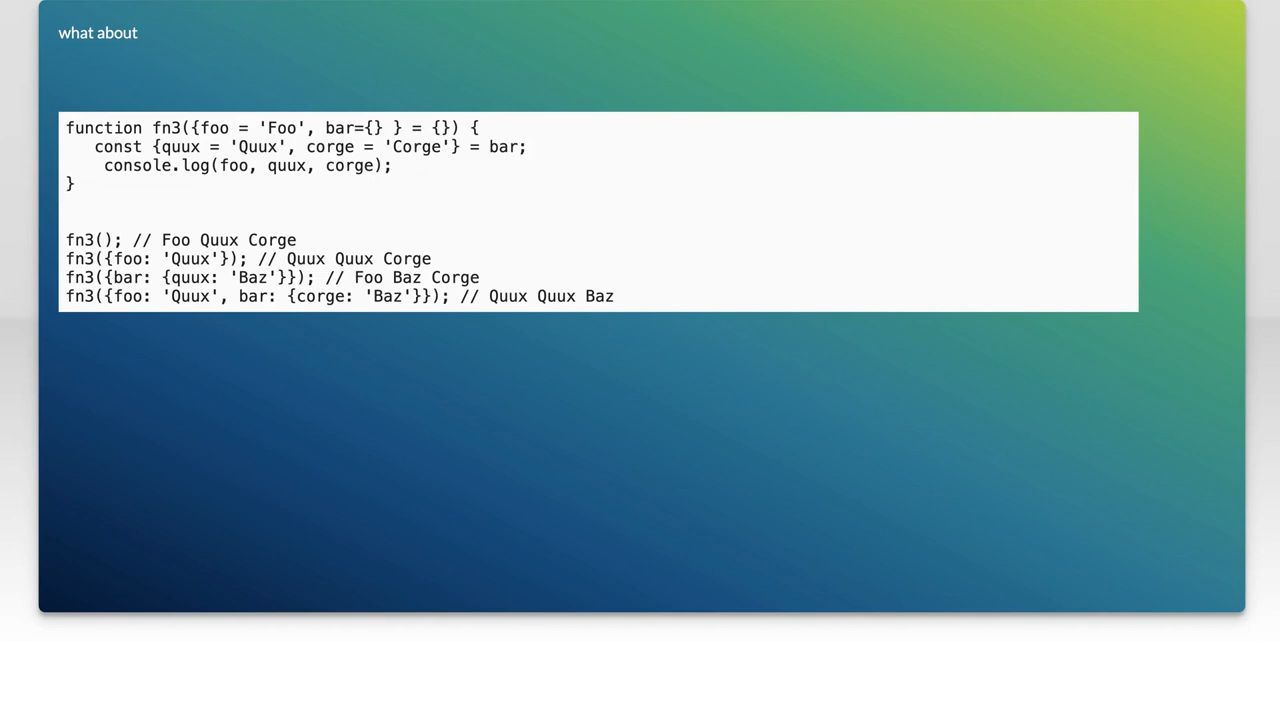 what about
function fn3({foo = 'Foo', bar={} } = {}) {
   const {quux = 'Quux', corge = 'Corge'} = bar;
    console.log(foo, quux, corge);
}
fn3(); // Foo Quux Corge
fn3({foo: 'Quux'}); // Quux Quux Corge
fn3({bar: {quux: 'Baz'}}); // Foo Baz Corge
fn3({foo: 'Quux', bar: {corge: 'Baz'}}); // Quux Quux Baz